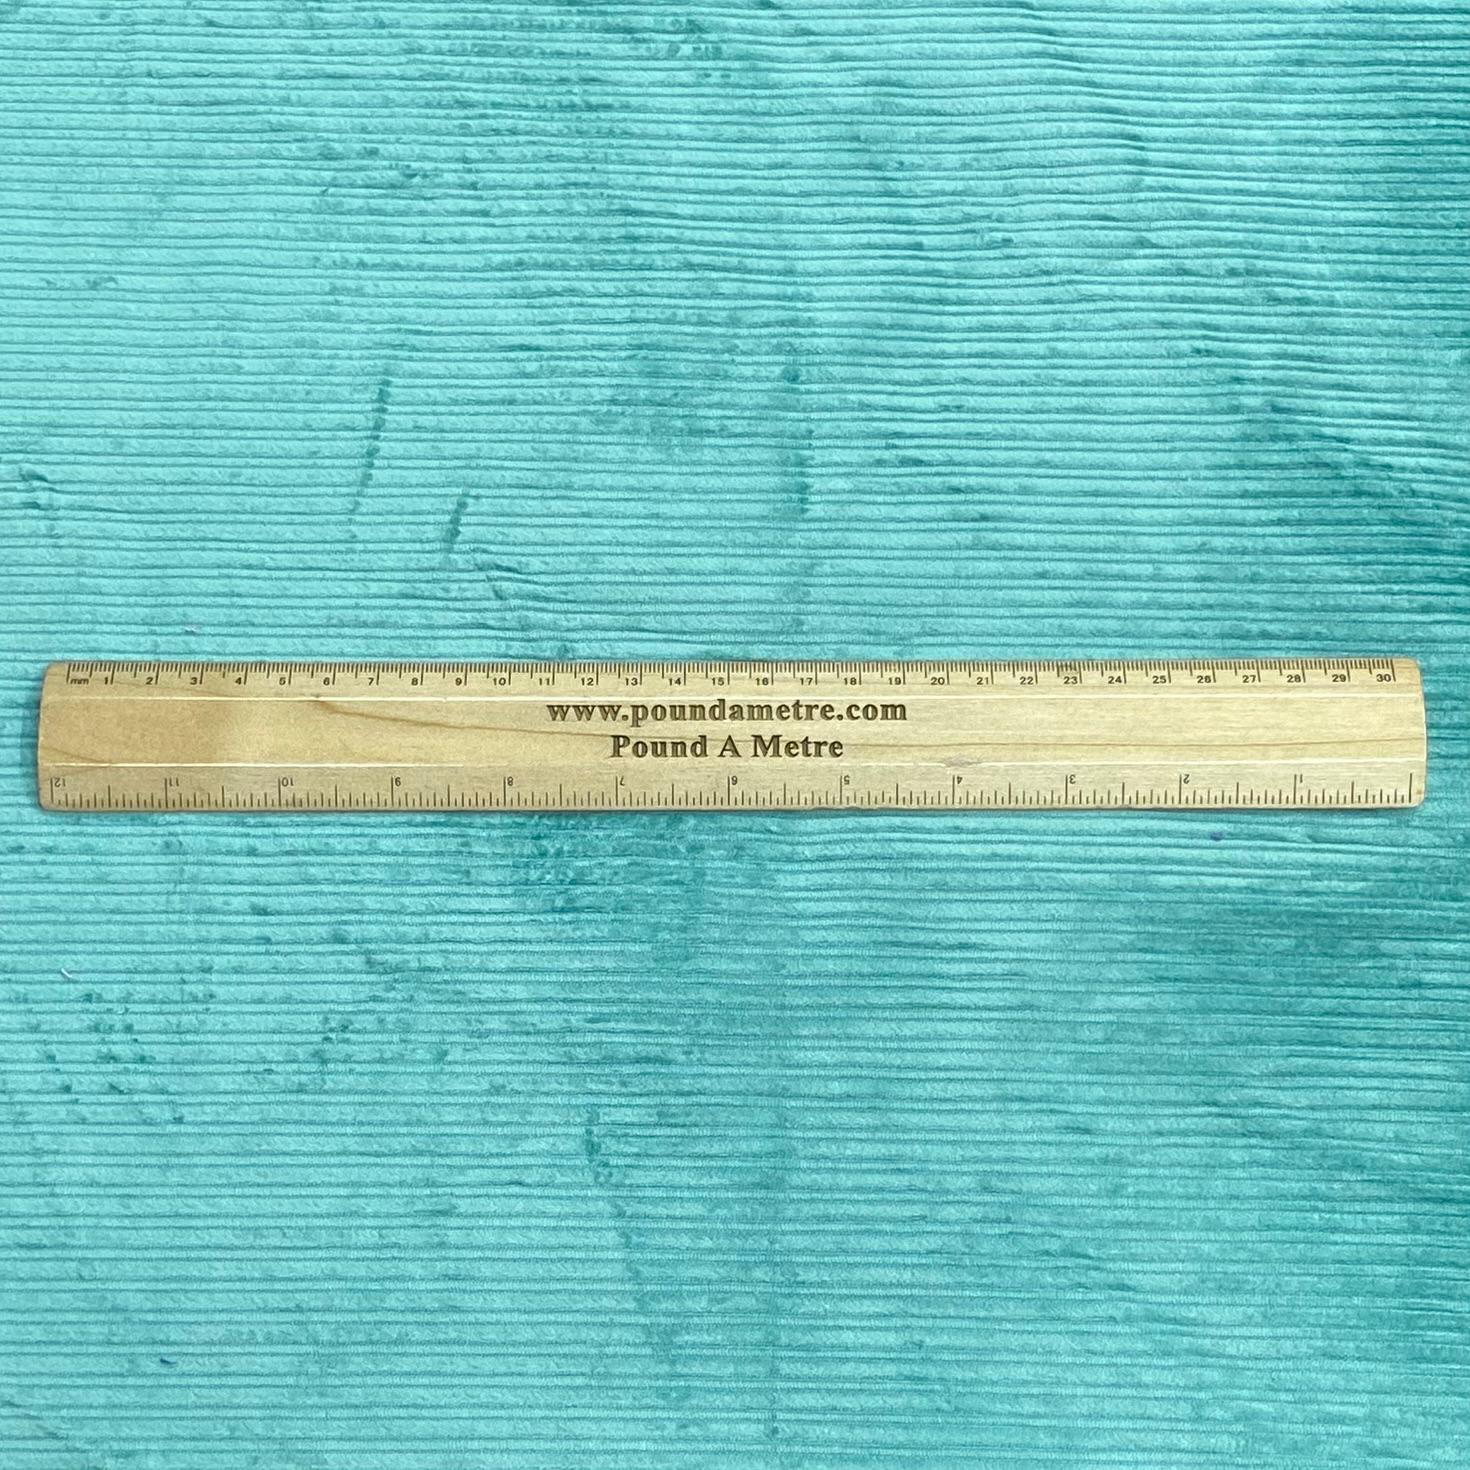 mm 1 2 3 4 5 6 7 8 9 10 11 12 13 14 15 16 17 18 19 20 21 22 23 24 25 26 27 28 29 30
www.poundametre.com
Pound A Metre
12 11 10 9 8 7 6 5 4 3 2 1